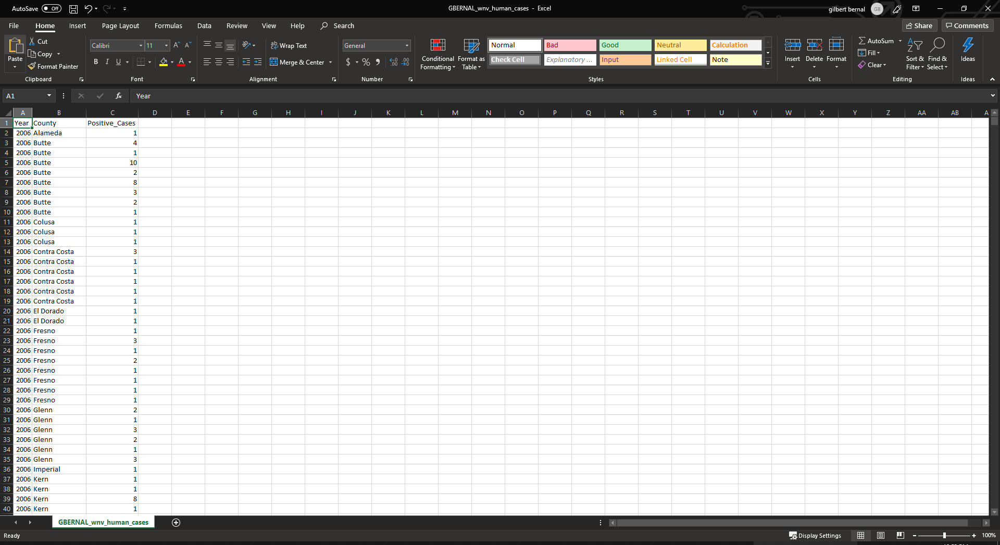 AutoSave Off GBERNAL_wnv_human_cases - Excel gilbert bernal GB
File Home Insert Page Layout Formulas Data Review View Help Search Share Comments
Paste
Cut
Copy
Format Painter
Clipboard
Calibri 11 A A
B I U A
Font
ab Wrap Text
Merge & Center
Alignment
General
$ % 9
Number
Conditional Formatting
Format as Table
Normal Bad Good Neutral Calculation
Check Cell Explanatory ... Input Linked Cell Note
Styles
Insert Delete Format
Cells
AutoSum
Fill
Clear
Sort & Filter
Find & Select
Editing
Ideas
Ideas
A1 fx Year
A B C D E F G H I J K L M N O P Q R S T U V W X Y Z AA AB A
1 Year County Positive_Cases
2 2006 Alameda 1
3 2006 Butte 4
4 2006 Butte 1
5 2006 Butte 10
6 2006 Butte 2
7 2006 Butte 8
8 2006 Butte 3
9 2006 Butte 2
10 2006 Butte 1
11 2006 Colusa 1
12 2006 Colusa 1
13 2006 Colusa 1
14 2006 Contra Costa 3
15 2006 Contra Costa 1
16 2006 Contra Costa 1
17 2006 Contra Costa 1
18 2006 Contra Costa 1
19 2006 Contra Costa 1
20 2006 El Dorado 1
21 2006 El Dorado 1
22 2006 Fresno 1
23 2006 Fresno 3
24 2006 Fresno 1
25 2006 Fresno 2
26 2006 Fresno 1
27 2006 Fresno 1
28 2006 Fresno 1
29 2006 Fresno 1
30 2006 Glenn 2
31 2006 Glenn 1
32 2006 Glenn 3
33 2006 Glenn 2
34 2006 Glenn 1
35 2006 Glenn 3
36 2006 Imperial 1
37 2006 Kern 1
38 2006 Kern 1
39 2006 Kern 8
40 2006 Kern 1
GBERNAL_wnv_human_cases
Ready Display Settings 100%